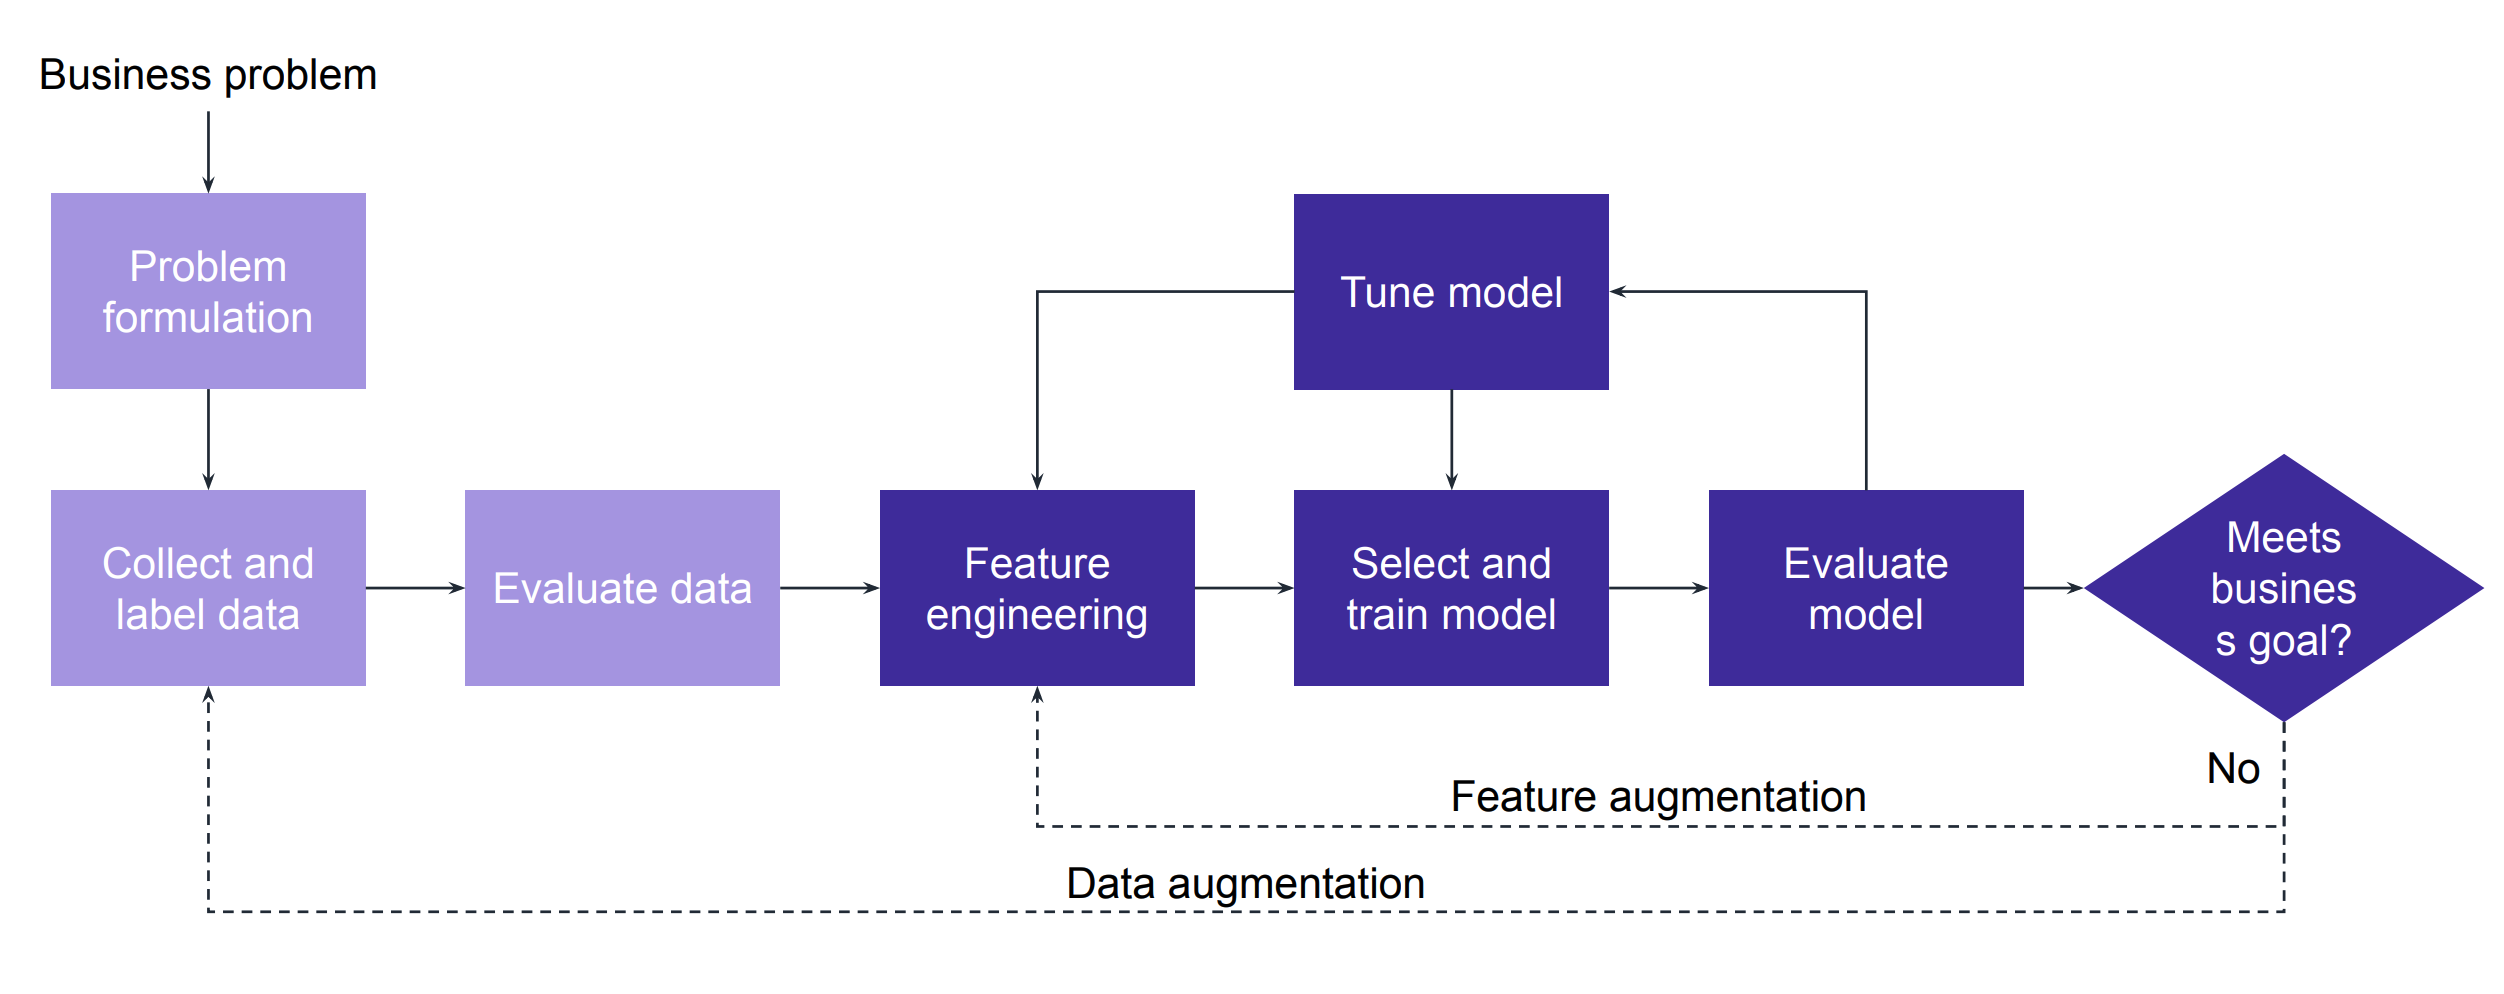 Business problem
Problem
formulation
Tune model
Collect and
label data
Evaluate data
Feature
engineering
Select and
train model
Evaluate
model
Meets
busines
s goal?
No
Feature augmentation
Data augmentation